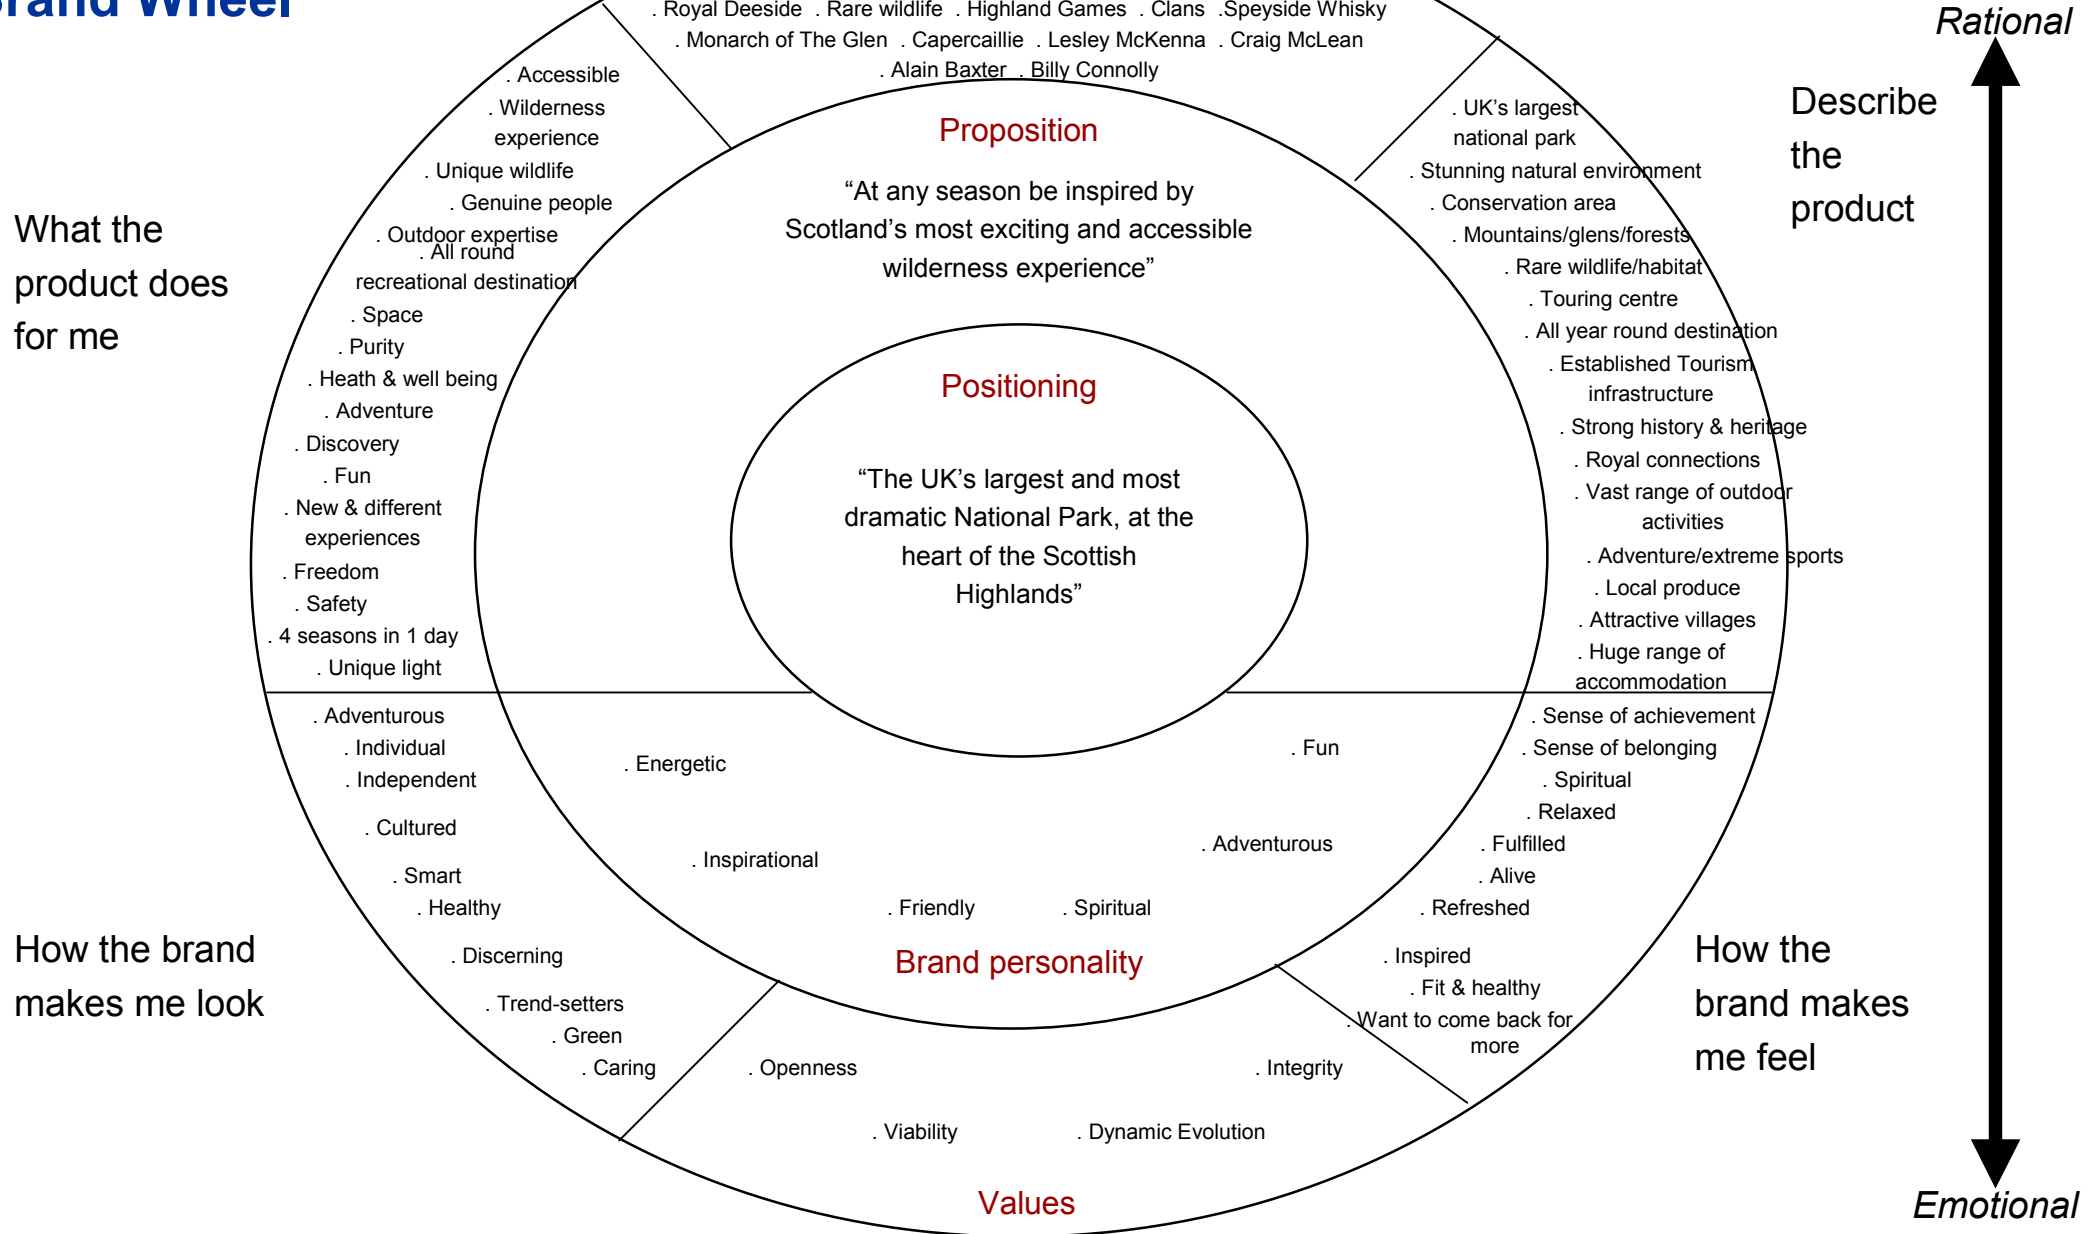 Brand Wheel
. Royal Deeside . Rare wildlife . Highland Games . Clans .Speyside Whisky
. Monarch of The Glen . Capercaillie . Lesley McKenna . Craig McLean
. Alain Baxter . Billy Connolly
Rational
Describe
the
product
What the
product does
for me
. Accessible
. Wilderness
experience
. Unique wildlife
. Genuine people
. Outdoor expertise
. All round
recreational destination
. Space
. Purity
. Heath & well being
. Adventure
. Discovery
. Fun
. New & different
experiences
. Freedom
. Safety
. 4 seasons in 1 day
. Unique light
Proposition
“At any season be inspired by
Scotland’s most exciting and accessible
wilderness experience”
Positioning
“The UK’s largest and most
dramatic National Park, at the
heart of the Scottish
Highlands”
. UK’s largest
national park
. Stunning natural environment
. Conservation area
. Mountains/glens/forests
. Rare wildlife/habitat
. Touring centre
. All year round destination
. Established Tourism
infrastructure
. Strong history & heritage
. Royal connections
. Vast range of outdoor
activities
. Adventure/extreme sports
. Local produce
. Attractive villages
. Huge range of
accommodation
How the brand
makes me look
. Adventurous
. Individual
. Independent
. Cultured
. Smart
. Healthy
. Discerning
. Trend-setters
. Green
. Caring
. Energetic
. Fun
. Inspirational
. Adventurous
. Friendly
. Spiritual
Brand personality
. Sense of achievement
. Sense of belonging
. Spiritual
. Relaxed
. Fulfilled
. Alive
. Refreshed
. Inspired
. Fit & healthy
. Want to come back for
more
How the
brand makes
me feel
. Openness
. Integrity
. Viability
. Dynamic Evolution
Values
Emotional